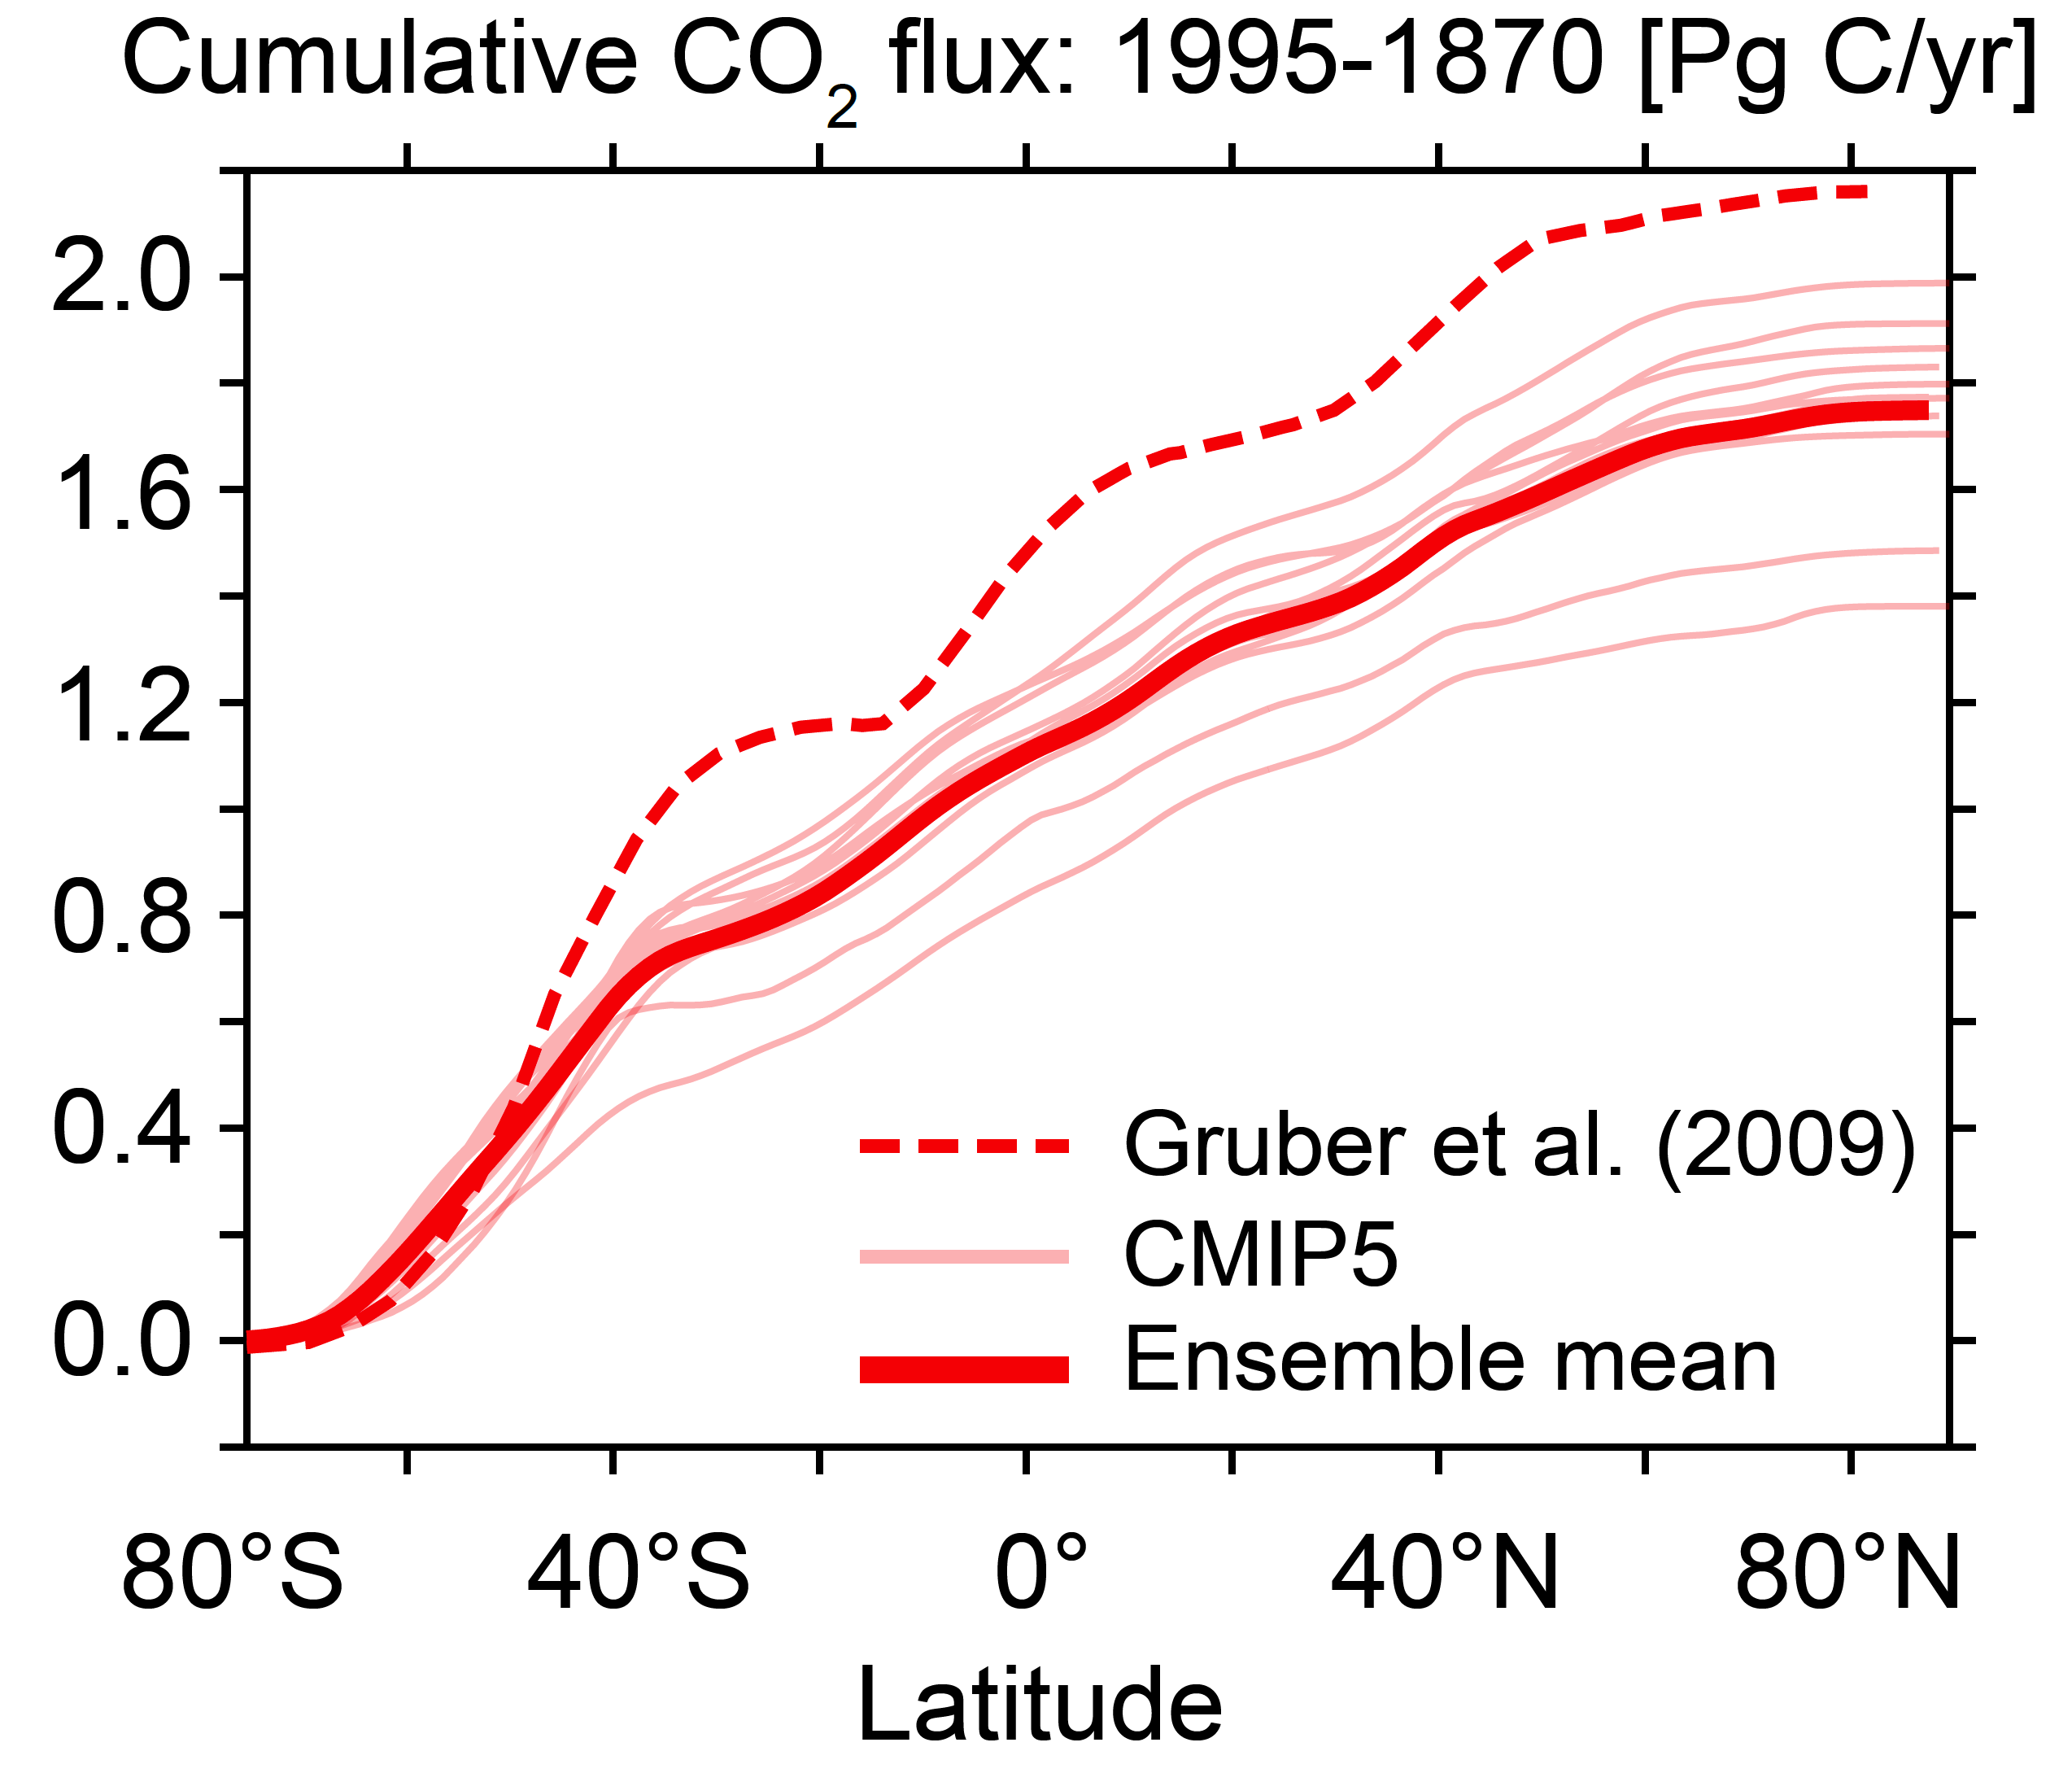 Cumulative CO₂ flux: 1995-1870 [Pg C/yr]
2.0
1.6
1.2
0.8
0.4
0.0
Gruber et al. (2009)
CMIP5
Ensemble mean
80°S 40°S 0° 40°N 80°N
Latitude